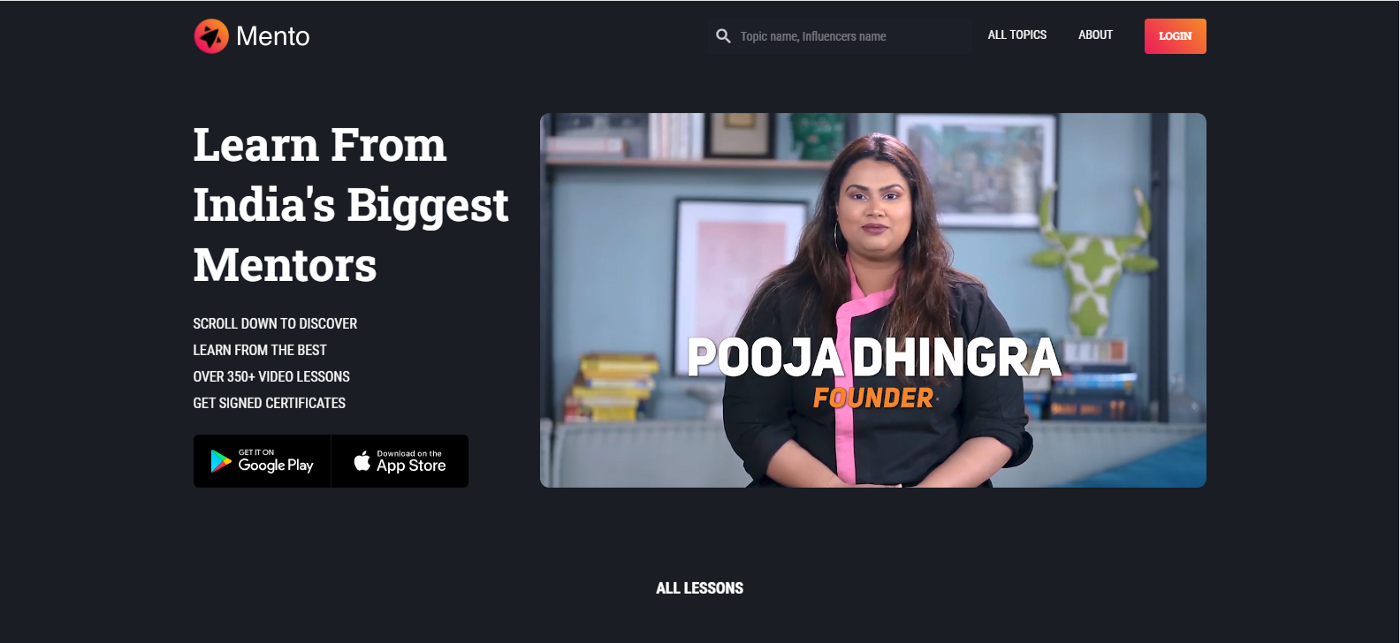 Mento
Topic name, Influencers name
ALL TOPICS
ABOUT
LOGIN
Learn From
India's Biggest
Mentors
SCROLL DOWN TO DISCOVER
LEARN FROM THE BEST
OVER 350+ VIDEO LESSONS
GET SIGNED CERTIFICATES
GET IT ON
Google Play
Download on the
App Store
POOJA DHINGRA
FOUNDER
ALL LESSONS